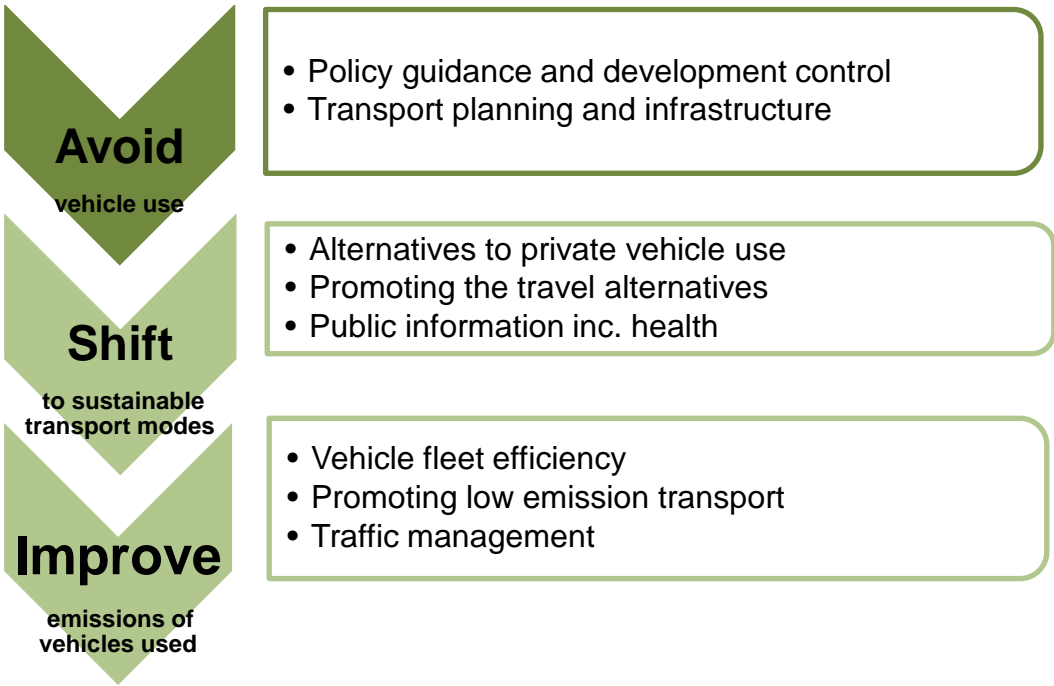 Avoid
vehicle use
• Policy guidance and development control
• Transport planning and infrastructure
Shift
to sustainable
transport modes
• Alternatives to private vehicle use
• Promoting the travel alternatives
• Public information inc. health
Improve
emissions of
vehicles used
• Vehicle fleet efficiency
• Promoting low emission transport
• Traffic management